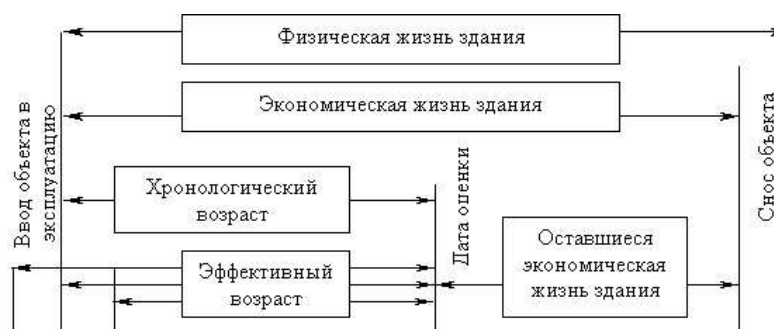 Физическая жизнь здания
Экономическая жизнь здания
Ввод объекта в
эксплуатацию
Хронологический
возраст
Эффективный
возраст
Дата оценки
Оставшиеся
экономическая
жизнь здания
Снос объекта